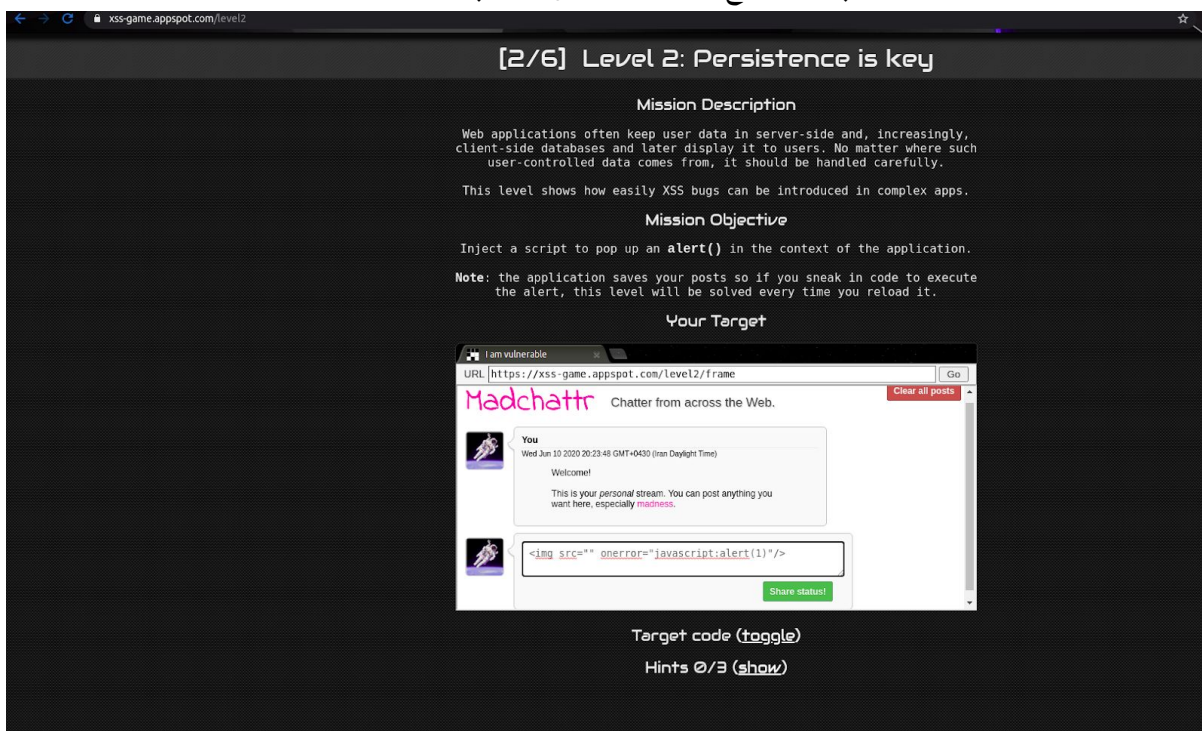 xss-game.appspot.com/level2
[2/6] Level 2: Persistence is key
Mission Description
Web applications often keep user data in server-side and, increasingly,
client-side databases and later display it to users. No matter where such
user-controlled data comes from, it should be handled carefully.
This level shows how easily XSS bugs can be introduced in complex apps.
Mission Objective
Inject a script to pop up an alert() in the context of the application.
Note: the application saves your posts so if you sneak in code to execute
the alert, this level will be solved every time you reload it.
Your Target
I am vulnerable
URL https://xss-game.appspot.com/level2/frame Go
Madchattr Chatter from across the Web. Clear all posts
You
Wed Jun 10 2020 20:23:48 GMT+0430 (Iran Daylight Time)
Welcome!
This is your personal stream. You can post anything you
want here, especially madness.
<img src="" onerror="javascript:alert(1)"/>
Share status!
Target code (toggle)
Hints 0/3 (show)